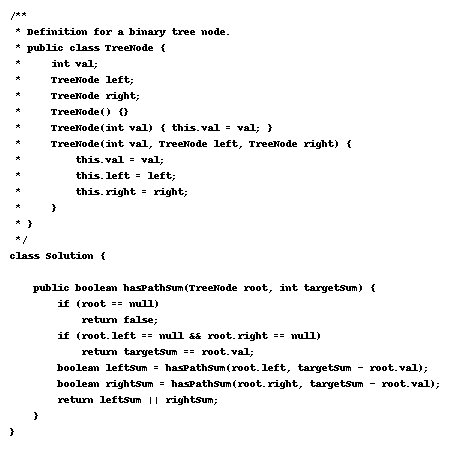 /**
 * Definition for a binary tree node.
 * public class TreeNode {
 *     int val;
 *     TreeNode left;
 *     TreeNode right;
 *     TreeNode() {}
 *     TreeNode(int val) { this.val = val; }
 *     TreeNode(int val, TreeNode left, TreeNode right) {
 *         this.val = val;
 *         this.left = left;
 *         this.right = right;
 *     }
 * }
 */
class Solution {

    public boolean hasPathSum(TreeNode root, int targetSum) {
        if (root == null)
            return false;
        if (root.left == null && root.right == null)
            return targetSum == root.val;
        boolean leftSum = hasPathSum(root.left, targetSum - root.val);
        boolean rightSum = hasPathSum(root.right, targetSum - root.val);
        return leftSum || rightSum;
    }
}